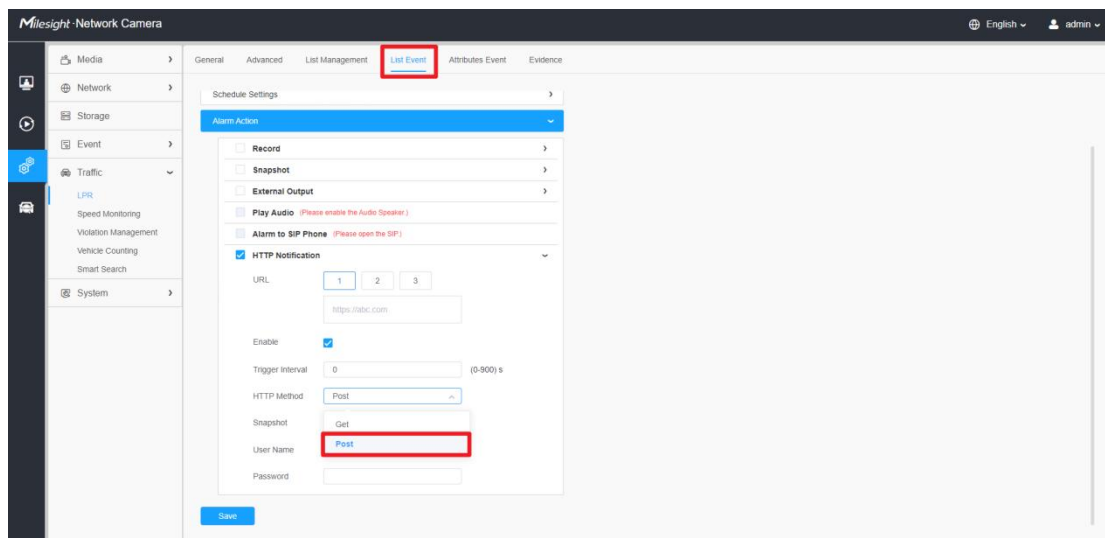 Milesight -Network Camera
English
admin
Media
Network
Storage
Event
Traffic
LPR
Speed Monitoring
Violation Management
Vehicle Counting
Smart Search
System
General Advanced List Management List Event Attributes Event Evidence
Schedule Settings
Alarm Action
Record
Snapshot
External Output
Play Audio (Please enable the Audio Speaker.)
Alarm to SIP Phone (Please open the SIP.)
HTTP Notification
URL 1 2 3
https://abc.com
Enable
Trigger Interval 0 (0-900) s
HTTP Method Post
Snapshot Get
Post
User Name
Password
Save